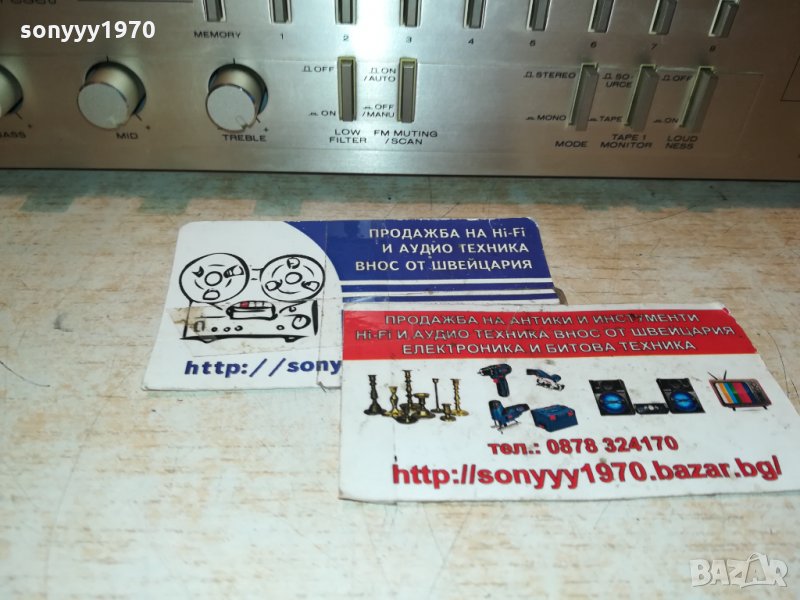 sonyyy1970
MEMORY 1 2 3 4 5 6 7 8
OFF ON /AUTO STEREO SO-URCE OFF
ON OFF /MANU MONO TAPE ON
BASS MID TREBLE LOW FILTER FM MUTING /SCAN MODE TAPE 1 MONITOR LOUD NESS
ПРОДАЖБА НА Hi-Fi
И АУДИО ТЕХНИКА
ВНОС ОТ ШВЕЙЦАРИЯ
http://sony
ПРОДАЖБА НА АНТИКИ И ИНСТРУМЕНТИ
Hi-Fi И АУДИО ТЕХНИКА ВНОС ОТ ШВЕЙЦАРИЯ
ЕЛЕКТРОНИКА И БИТОВА ТЕХНИКА
тел.: 0878 324170
http://sonyyy1970.bazar.bg/
BAZAR